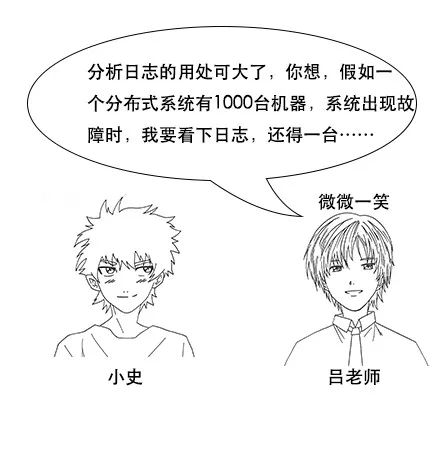 分析日志的用处可大了，你想，假如一
个分布式系统有1000台机器，系统出现故
障时，我要看下日志，还得一台……
微微一笑
小史
吕老师